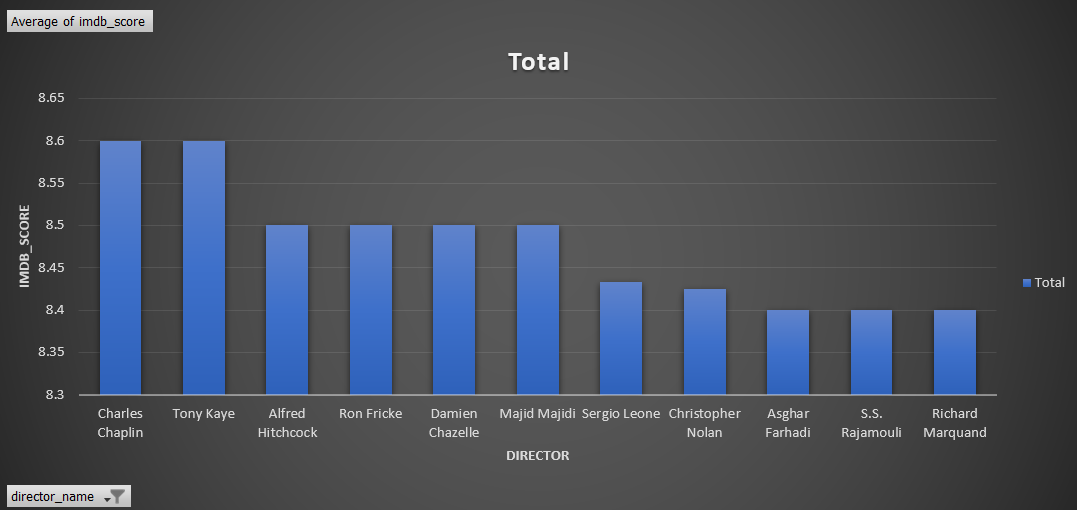 Average of imdb_score
Total
8.65
8.6
8.55
8.5
8.45
8.4
8.35
8.3
IMDB_SCORE
Charles Chaplin
Tony Kaye
Alfred Hitchcock
Ron Fricke
Damien Chazelle
Majid Majidi
Sergio Leone
Christopher Nolan
Asghar Farhadi
S.S. Rajamouli
Richard Marquand
DIRECTOR
Total
director_name